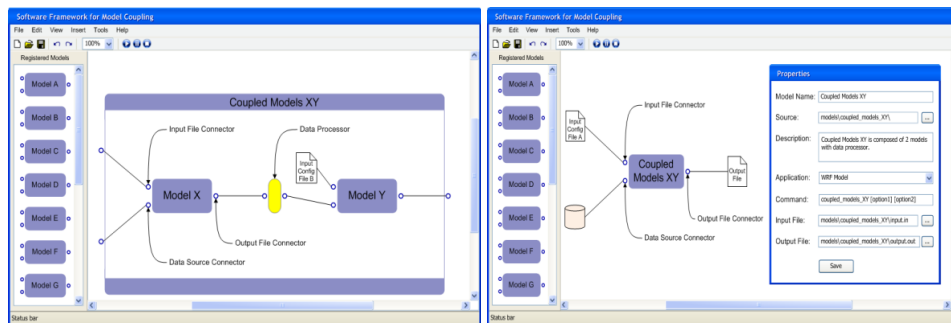 Software Framework for Model Coupling
File Edit View Insert Tools Help
100%
Registered Models
Model A
Model B
Model C
Model D
Model E
Model F
Model G
Coupled Models XY
Input File Connector
Data Processor
Input
Config
File B
Model X
Model Y
Output File Connector
Data Source Connector
Status bar
Software Framework for Model Coupling
File Edit View Insert Tools Help
100%
Registered Models
Model A
Model B
Model C
Model D
Model E
Model F
Model G
Input
Config
File A
Input File Connector
Coupled
Models XY
Output
File
Output File Connector
Data Source Connector
Properties
Model Name: Coupled Models XY
Source: models\coupled_models_XY\ ...
Description: Coupled Models XY is composed of 2 models
with data processor.
Application: WRF Model
Command: coupled_models_XY [option1] [option2]
Input File: models\coupled_models_XY\input.in ...
Output File: models\coupled_models_XY\output.out ...
Save
Status bar